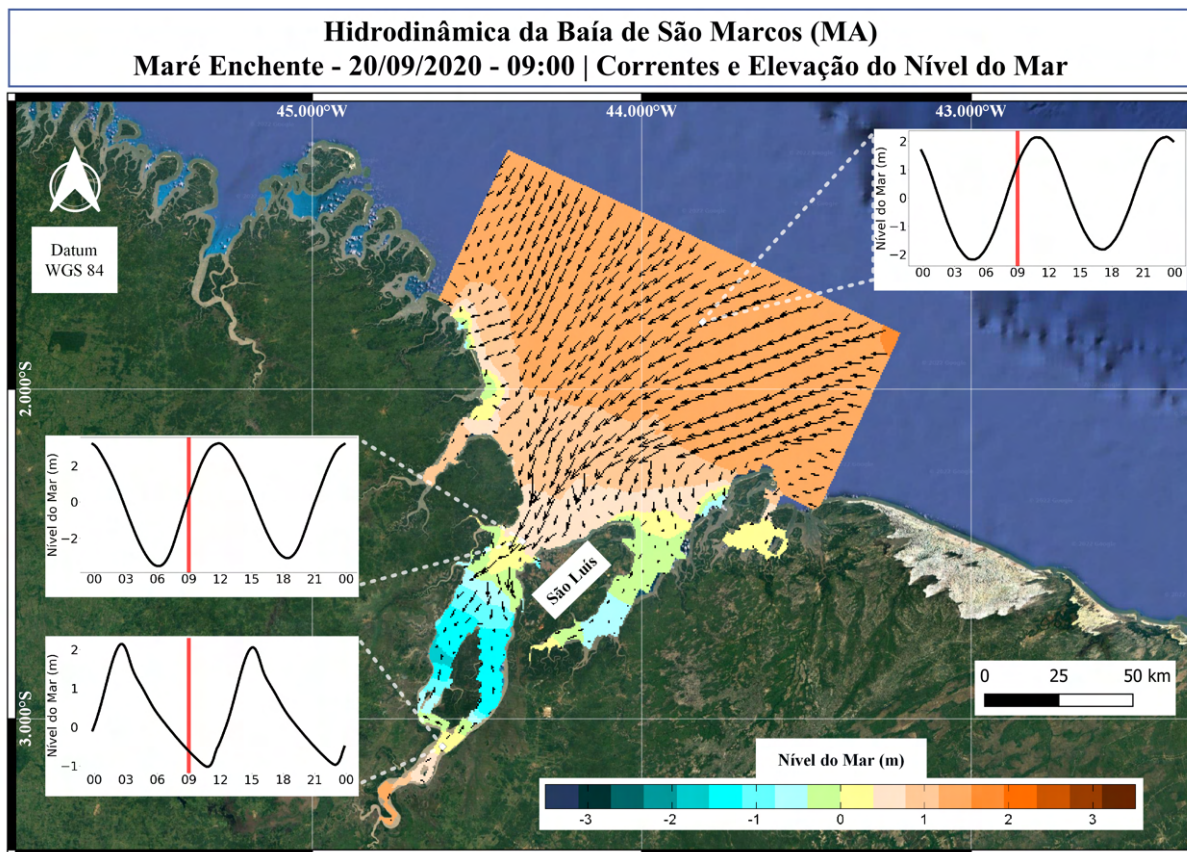 Hidrodinâmica da Baía de São Marcos (MA)
Maré Enchente - 20/09/2020 - 09:00 | Correntes e Elevação do Nível do Mar
45.000°W
44.000°W
43.000°W
Datum
WGS 84
Nível do Mar (m)
2
1
0
−1
−2
00 03 06 09 12 15 18 21 00
2.000°S
Nível do Mar (m)
2
0
−2
00 03 06 09 12 15 18 21 00
São Luís
Nível do Mar (m)
2
1
0
−1
00 03 06 09 12 15 18 21 00
3.000°S
0 25 50 km
Nível do Mar (m)
-3 -2 -1 0 1 2 3